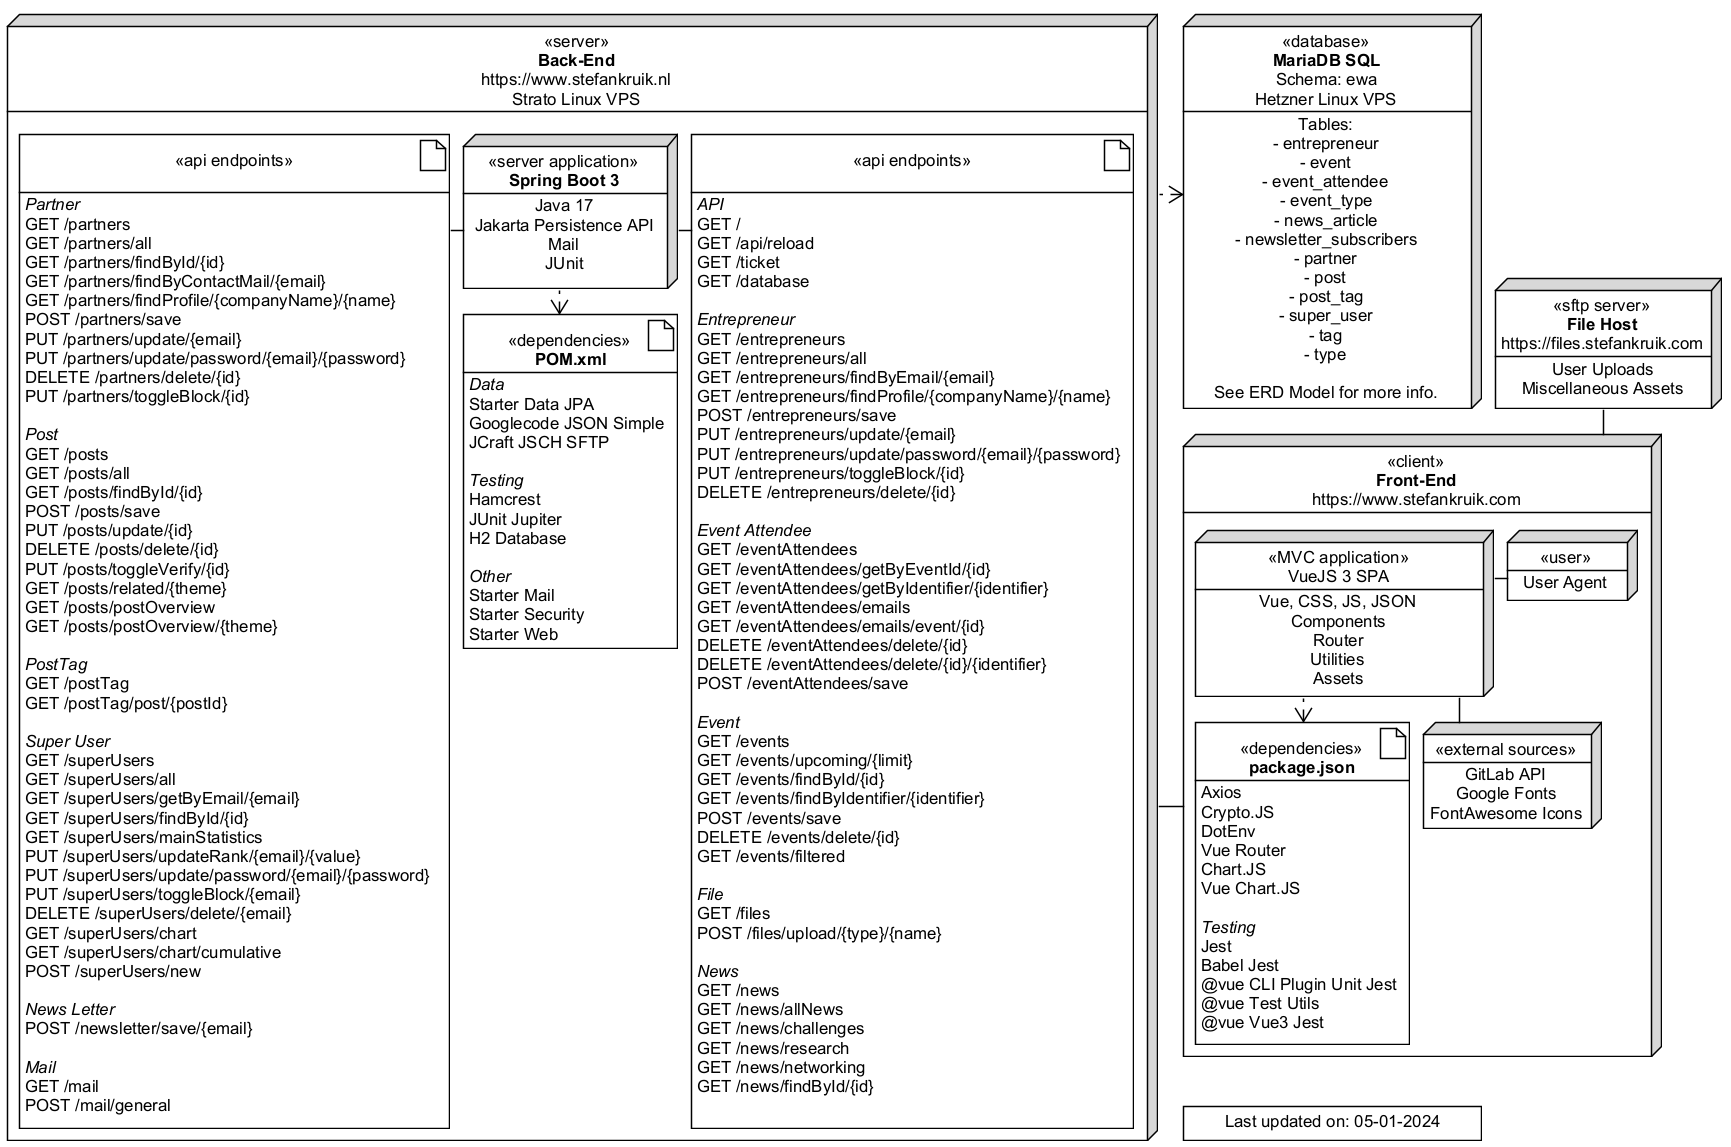 «server»
Back-End
https://www.stefankruik.nl
Strato Linux VPS
«api endpoints»
Partner
GET /partners
GET /partners/all
GET /partners/findById/{id}
GET /partners/findByContactMail/{email}
GET /partners/findProfile/{companyName}/{name}
POST /partners/save
PUT /partners/update/{email}
PUT /partners/update/password/{email}/{password}
DELETE /partners/delete/{id}
PUT /partners/toggleBlock/{id}
Post
GET /posts
GET /posts/all
GET /posts/findById/{id}
POST /posts/save
PUT /posts/update/{id}
DELETE /posts/delete/{id}
PUT /posts/toggleVerify/{id}
GET /posts/related/{theme}
GET /posts/postOverview
GET /posts/postOverview/{theme}
PostTag
GET /postTag
GET /postTag/post/{postId}
Super User
GET /superUsers
GET /superUsers/all
GET /superUsers/getByEmail/{email}
GET /superUsers/findById/{id}
GET /superUsers/mainStatistics
PUT /superUsers/updateRank/{email}/{value}
PUT /superUsers/update/password/{email}/{password}
PUT /superUsers/toggleBlock/{email}
DELETE /superUsers/delete/{email}
GET /superUsers/chart
GET /superUsers/chart/cumulative
POST /superUsers/new
News Letter
POST /newsletter/save/{email}
Mail
GET /mail
POST /mail/general
«server application»
Spring Boot 3
Java 17
Jakarta Persistence API
Mail
JUnit
«dependencies»
POM.xml
Data
Starter Data JPA
Googlecode JSON Simple
JCraft JSCH SFTP
Testing
Hamcrest
JUnit Jupiter
H2 Database
Other
Starter Mail
Starter Security
Starter Web
«api endpoints»
API
GET /
GET /api/reload
GET /ticket
GET /database
Entrepreneur
GET /entrepreneurs
GET /entrepreneurs/all
GET /entrepreneurs/findByEmail/{email}
GET /entrepreneurs/findProfile/{companyName}/{name}
POST /entrepreneurs/save
PUT /entrepreneurs/update/{email}
PUT /entrepreneurs/update/password/{email}/{password}
PUT /entrepreneurs/toggleBlock/{id}
DELETE /entrepreneurs/delete/{id}
Event Attendee
GET /eventAttendees
GET /eventAttendees/getByEventId/{id}
GET /eventAttendees/getByIdentifier/{identifier}
GET /eventAttendees/emails
GET /eventAttendees/emails/event/{id}
DELETE /eventAttendees/delete/{id}
DELETE /eventAttendees/delete/{id}/{identifier}
POST /eventAttendees/save
Event
GET /events
GET /events/upcoming/{limit}
GET /events/findById/{id}
GET /events/findByIdentifier/{identifier}
POST /events/save
DELETE /events/delete/{id}
GET /events/filtered
File
GET /files
POST /files/upload/{type}/{name}
News
GET /news
GET /news/allNews
GET /news/challenges
GET /news/research
GET /news/networking
GET /news/findById/{id}
«database»
MariaDB SQL
Schema: ewa
Hetzner Linux VPS
Tables:
- entrepreneur
- event
- event_attendee
- event_type
- news_article
- newsletter_subscribers
- partner
- post
- post_tag
- super_user
- tag
- type
See ERD Model for more info.
«sftp server»
File Host
https://files.stefankruik.com
User Uploads
Miscellaneous Assets
«client»
Front-End
https://www.stefankruik.com
«MVC application»
VueJS 3 SPA
Vue, CSS, JS, JSON
Components
Router
Utilities
Assets
«user»
User Agent
«dependencies»
package.json
Axios
Crypto.JS
DotEnv
Vue Router
Chart.JS
Vue Chart.JS
Testing
Jest
Babel Jest
@vue CLI Plugin Unit Jest
@vue Test Utils
@vue Vue3 Jest
«external sources»
GitLab API
Google Fonts
FontAwesome Icons
Last updated on: 05-01-2024